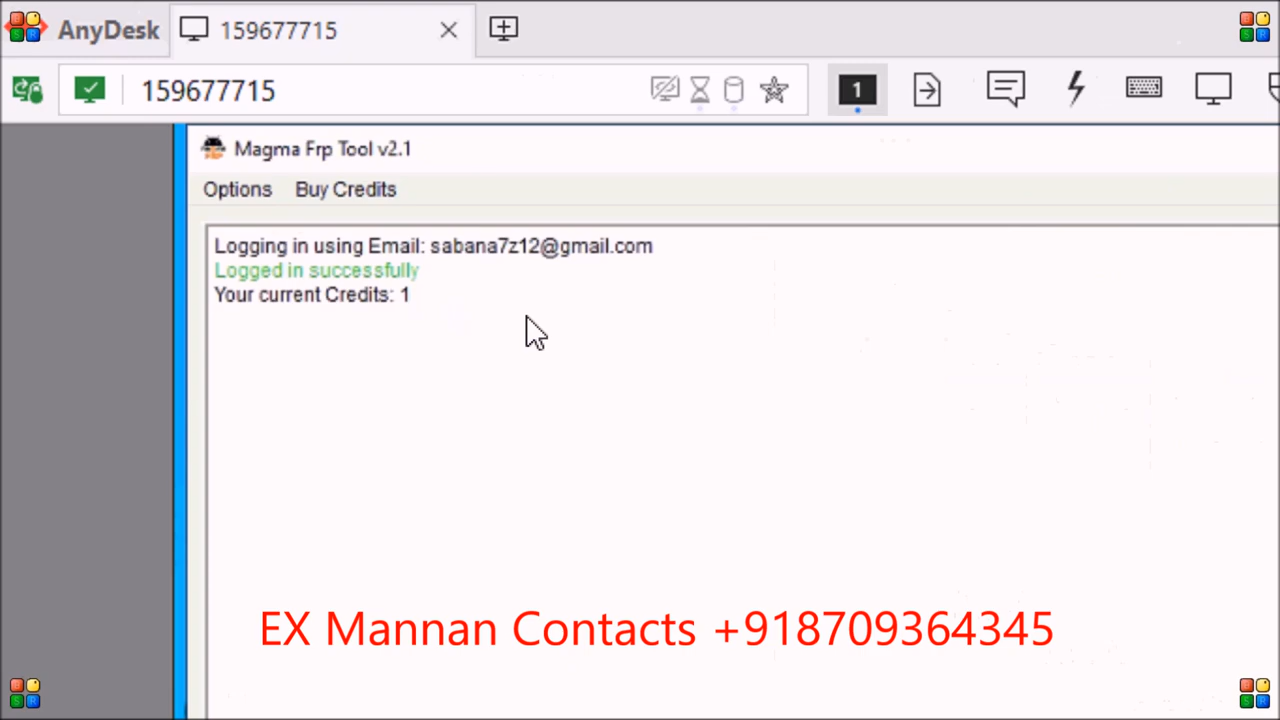 AnyDesk
159677715
159677715
1
Magma Frp Tool v2.1
Options Buy Credits
Logging in using Email: sabana7z12@gmail.com
Logged in successfully
Your current Credits: 1
EX Mannan Contacts +918709364345